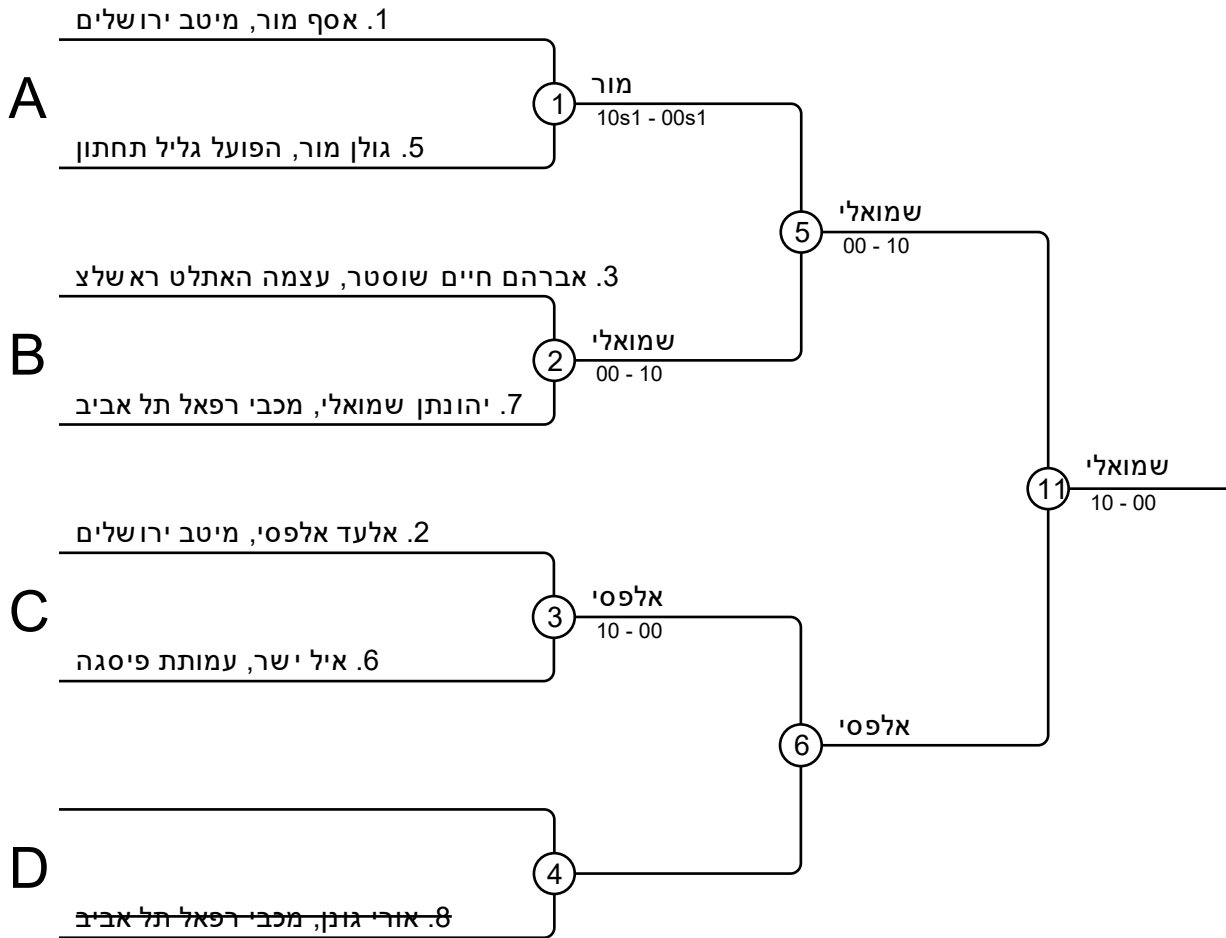 A
1. אסף מור, מיטב ירושלים
5. גולן מור, הפועל גליל תחתון
1
מור
10s1 - 00s1
B
3. אברהם חיים שוסטר, עצמה האתלט ראשלצ
7. יהונתן שמואלי, מכבי רפאל תל אביב
2
שמואלי
00 - 10
5
שמואלי
00 - 10
C
2. אלעד אלפסי, מיטב ירושלים
6. איל ישר, עמותת פיסגה
3
אלפסי
10 - 00
D
8. אורי גונן, מכבי רפאל תל אביב
4
6
אלפסי
11
שמואלי
10 - 00